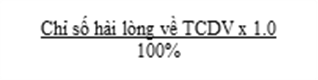 Chỉ số hài lòng về TCDV x 1.0
100%